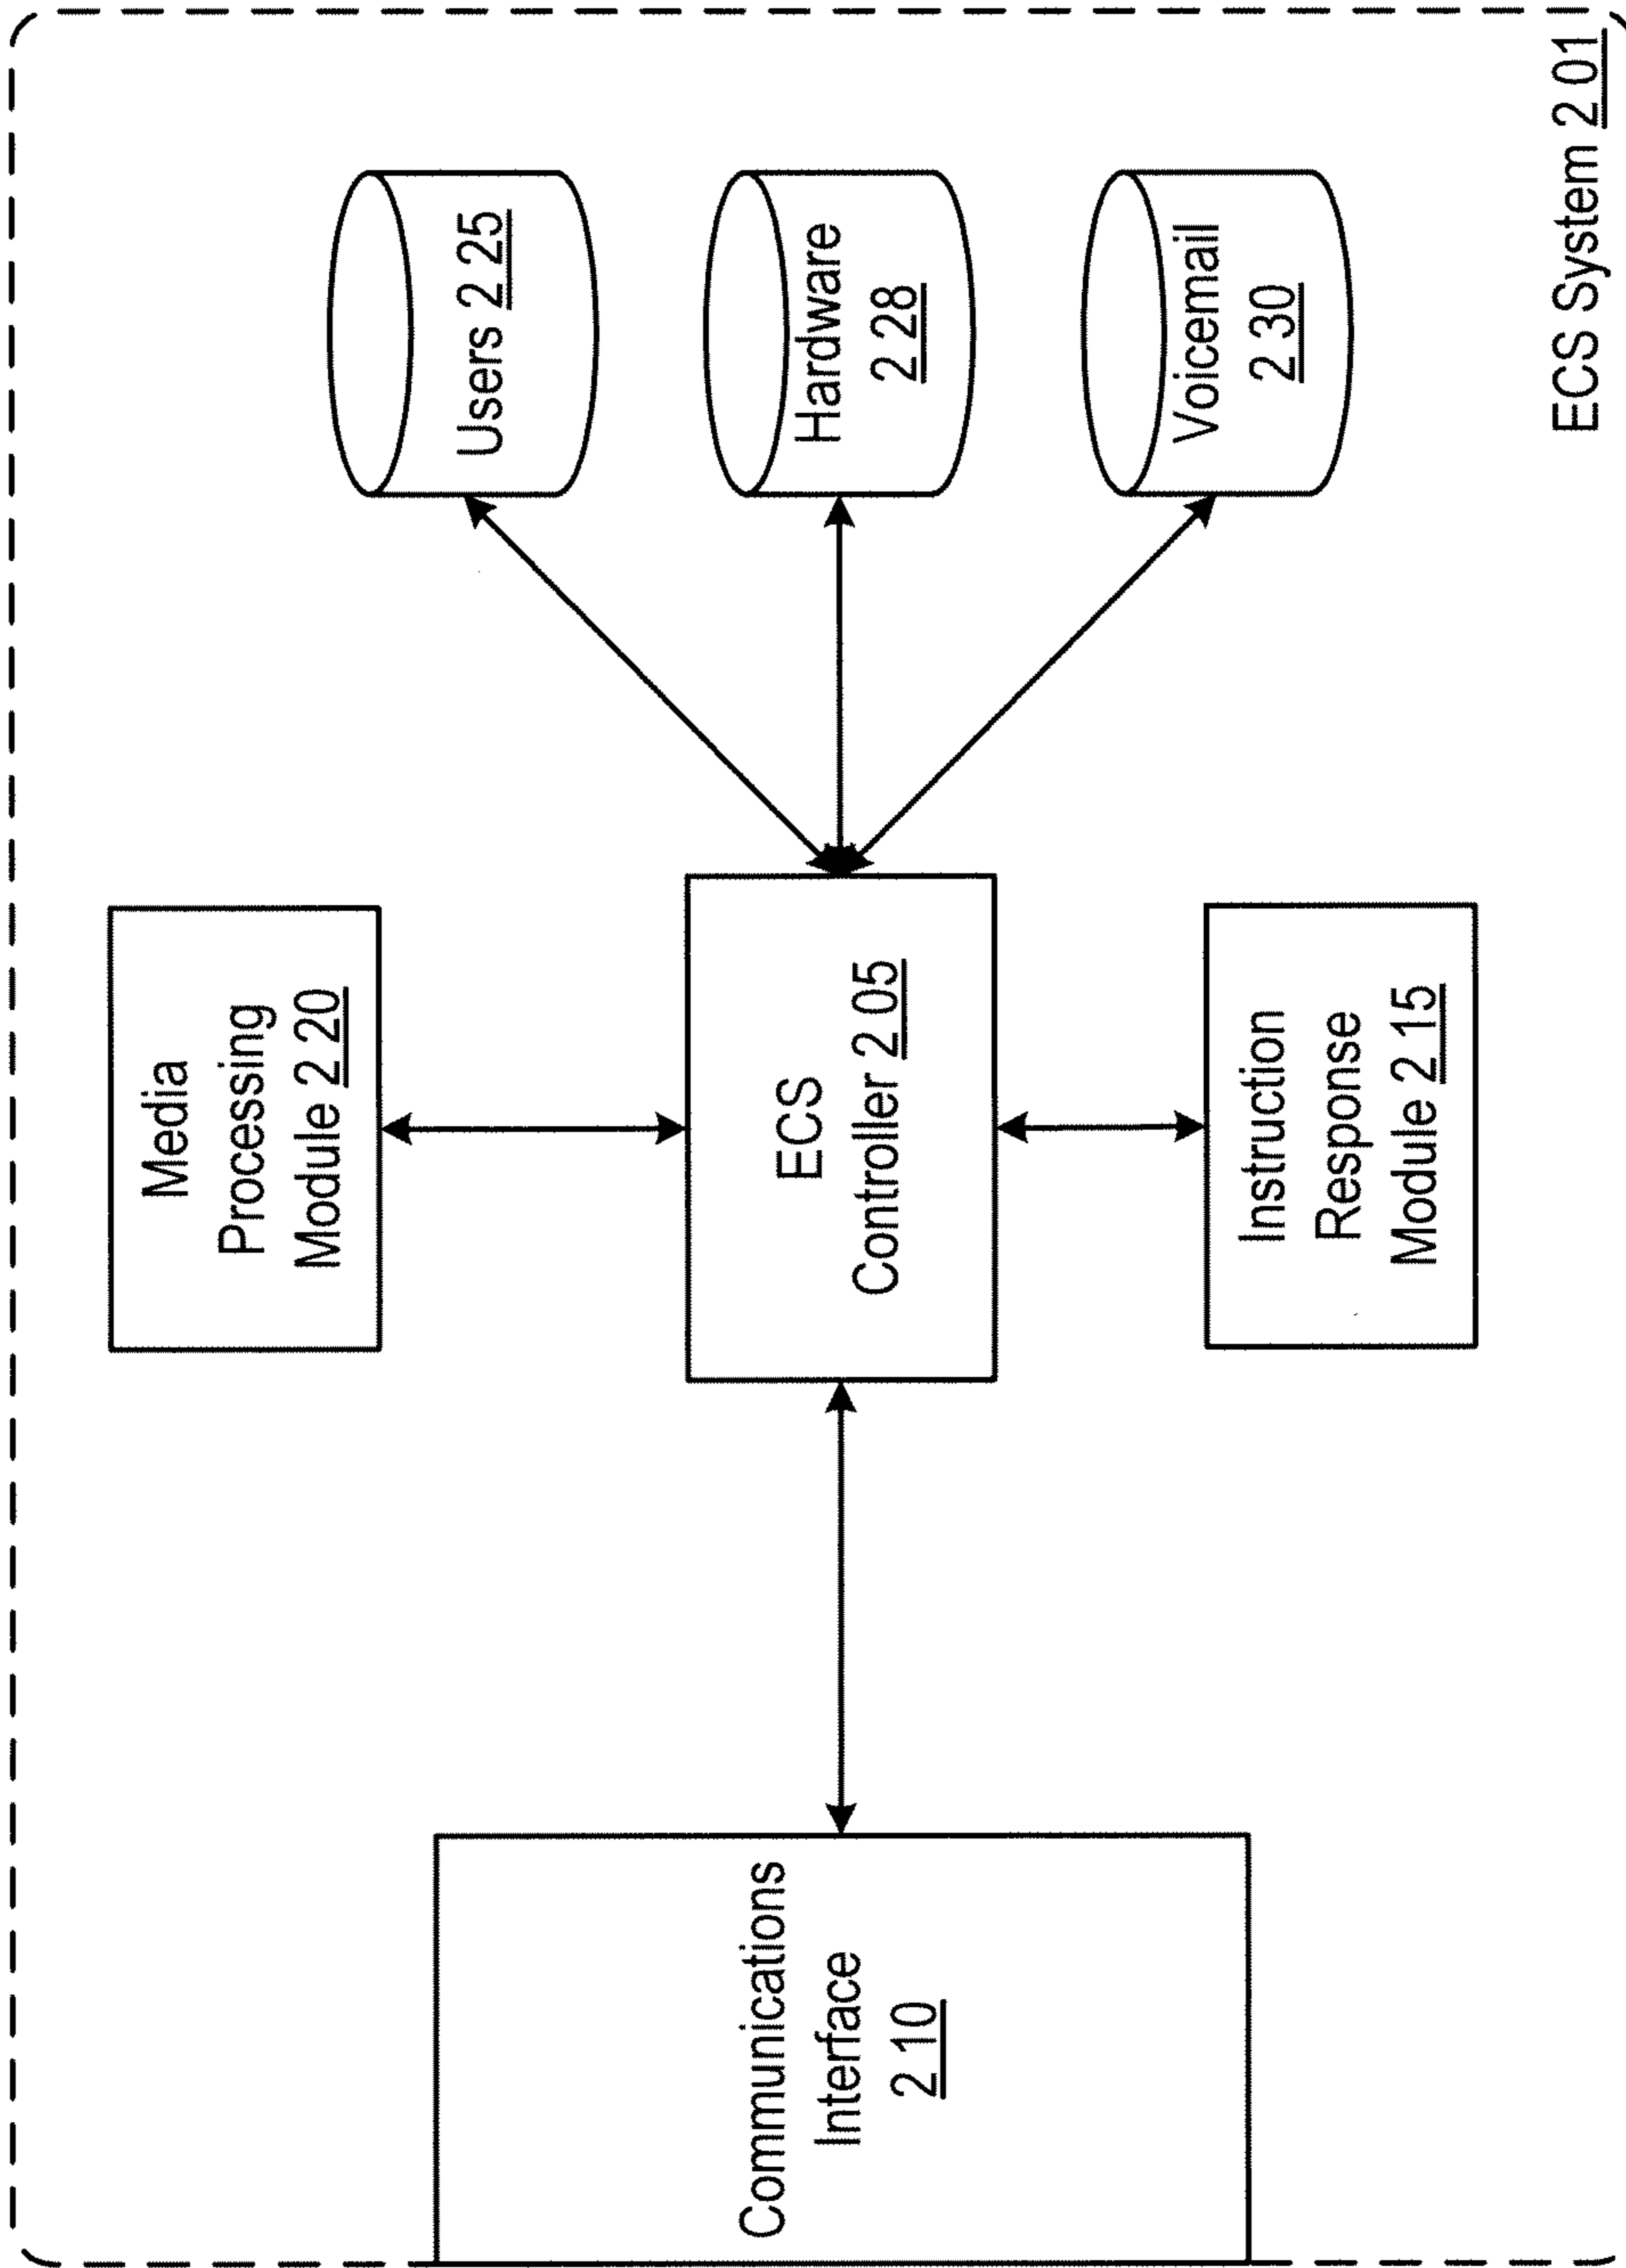 Media
Processing
Module 2 20
Communications
Interface
2 10
ECS
Controller 2 05
Users 2 25
Hardware
2 28
Voicemail
2 30
Instruction
Response
Module 2 15
ECS System 2 01